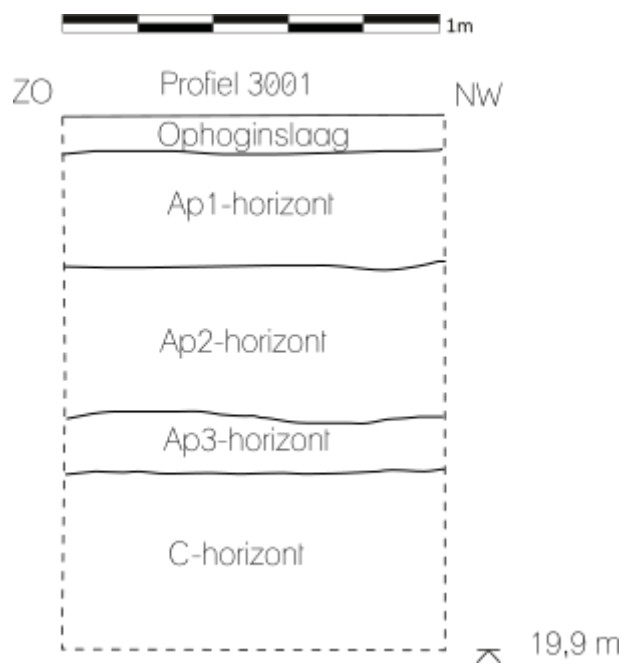 1m
Profiel 3001
ZO
NW
Ophoginslaag
Ap1-horizont
Ap2-horizont
Ap3-horizont
C-horizont
19,9 m